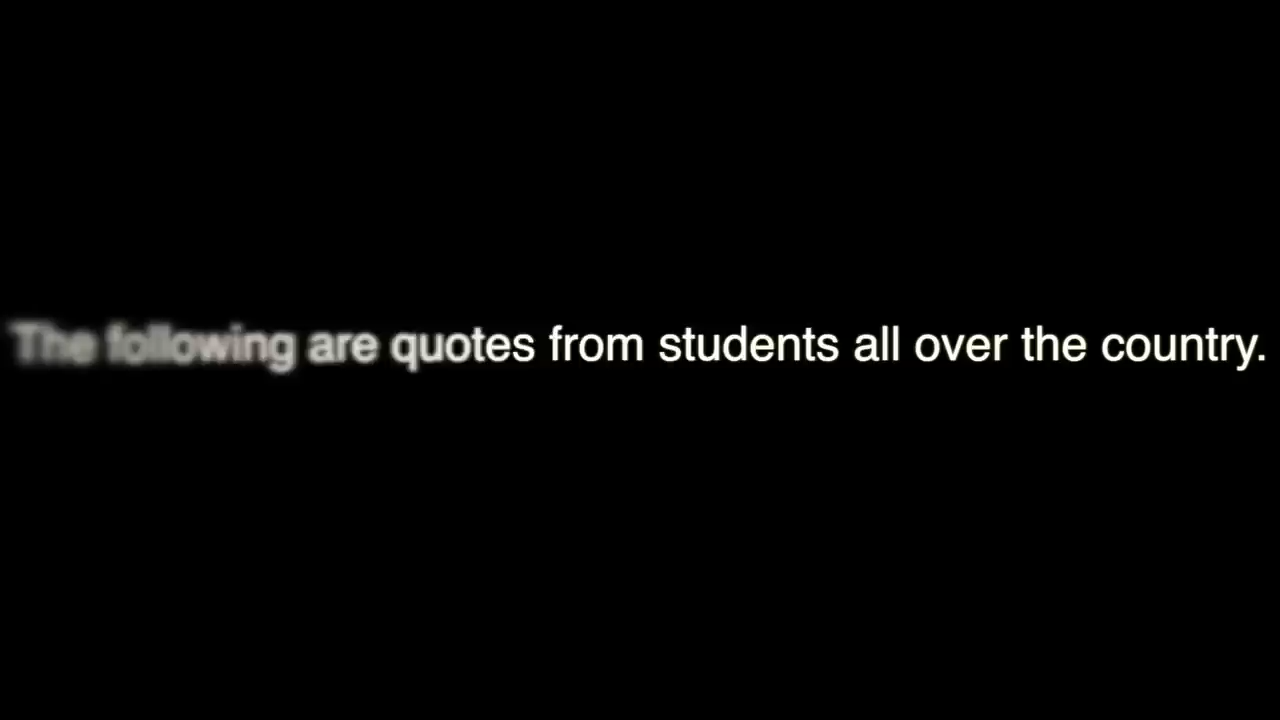 The following are quotes from students all over the country.